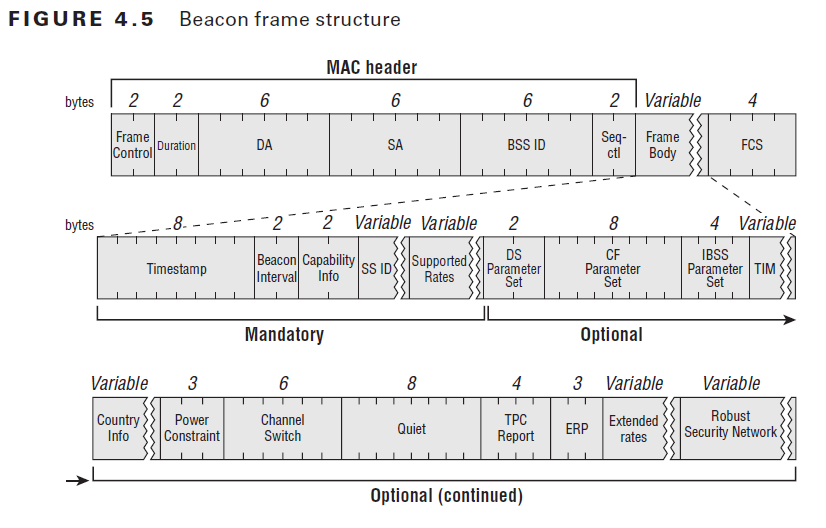 FIGURE 4.5 Beacon frame structure
MAC header
bytes 2 2 6 6 6 2 Variable 4
Frame Control Duration DA SA BSS ID Seq-ctl Frame Body FCS
bytes 8 2 2 Variable Variable 2 8 4 Variable
Timestamp Beacon Interval Capability Info SS ID Supported Rates DS Parameter Set CF Parameter Set IBSS Parameter Set TIM
Mandatory Optional
Variable 3 6 8 4 3 Variable Variable
Country Info Power Constraint Channel Switch Quiet TPC Report ERP Extended rates Robust Security Network
Optional (continued)